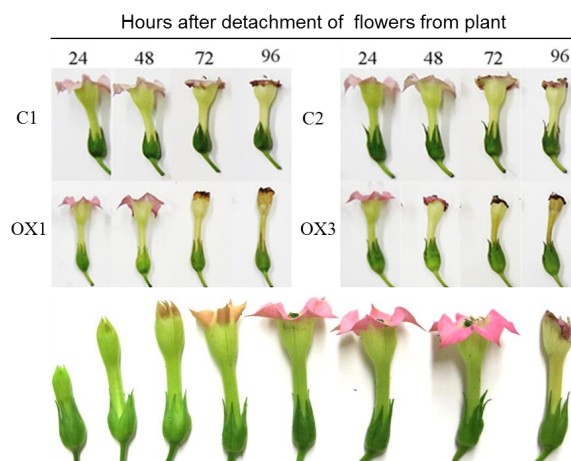 Hours after detachment of flowers from plant
24 48 72 96 24 48 72 96
C1 C2
OX1 OX3